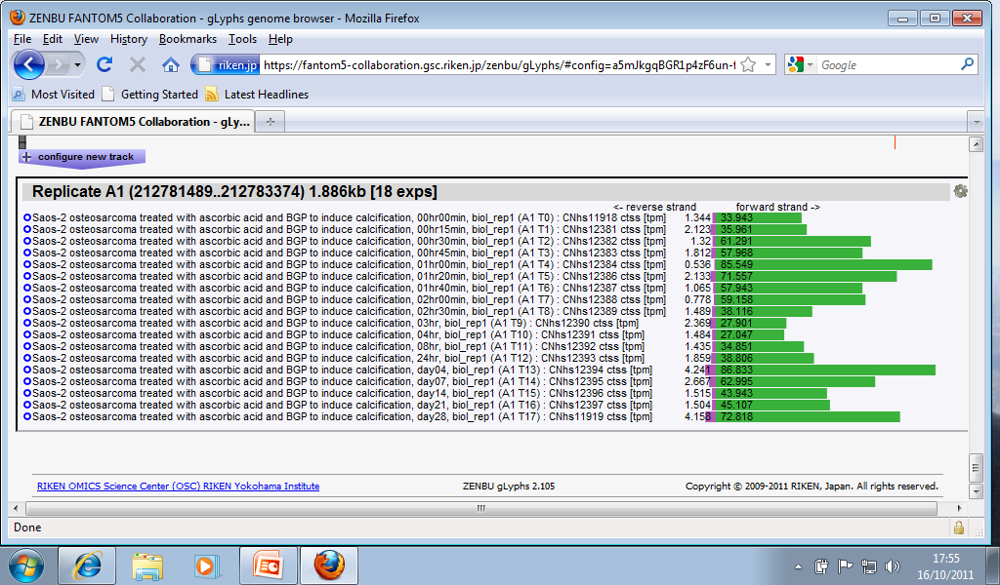 ZENBU FANTOM5 Collaboration - gLyphs genome browser - Mozilla Firefox
File Edit View History Bookmarks Tools Help
riken.jp https://fantom5-collaboration.gsc.riken.jp/zenbu/gLyphs/#config=a5mJkgqBGR1p4zF6un-f Google
Most Visited Getting Started Latest Headlines
ZENBU FANTOM5 Collaboration - gLy...
configure new track
Replicate A1 (212781489..212783374) 1.886kb [18 exps]
<- reverse strand forward strand ->
Saos-2 osteosarcoma treated with ascorbic acid and BGP to induce calcification, 00hr00min, biol_rep1 (A1 T0) : CNhs11918 ctss [tpm] 1.344 33.943
Saos-2 osteosarcoma treated with ascorbic acid and BGP to induce calcification, 00hr15min, biol_rep1 (A1 T1) : CNhs12381 ctss [tpm] 2.123 35.961
Saos-2 osteosarcoma treated with ascorbic acid and BGP to induce calcification, 00hr30min, biol_rep1 (A1 T2) : CNhs12382 ctss [tpm] 1.32 61.291
Saos-2 osteosarcoma treated with ascorbic acid and BGP to induce calcification, 00hr45min, biol_rep1 (A1 T3) : CNhs12383 ctss [tpm] 1.812 57.968
Saos-2 osteosarcoma treated with ascorbic acid and BGP to induce calcification, 01hr00min, biol_rep1 (A1 T4) : CNhs12384 ctss [tpm] 0.536 85.549
Saos-2 osteosarcoma treated with ascorbic acid and BGP to induce calcification, 01hr20min, biol_rep1 (A1 T5) : CNhs12386 ctss [tpm] 2.133 71.557
Saos-2 osteosarcoma treated with ascorbic acid and BGP to induce calcification, 01hr40min, biol_rep1 (A1 T6) : CNhs12387 ctss [tpm] 1.065 57.943
Saos-2 osteosarcoma treated with ascorbic acid and BGP to induce calcification, 02hr00min, biol_rep1 (A1 T7) : CNhs12388 ctss [tpm] 0.778 59.158
Saos-2 osteosarcoma treated with ascorbic acid and BGP to induce calcification, 02hr30min, biol_rep1 (A1 T8) : CNhs12389 ctss [tpm] 1.489 38.116
Saos-2 osteosarcoma treated with ascorbic acid and BGP to induce calcification, 03hr, biol_rep1 (A1 T9) : CNhs12390 ctss [tpm] 2.369 27.901
Saos-2 osteosarcoma treated with ascorbic acid and BGP to induce calcification, 04hr, biol_rep1 (A1 T10) : CNhs12391 ctss [tpm] 1.484 27.047
Saos-2 osteosarcoma treated with ascorbic acid and BGP to induce calcification, 08hr, biol_rep1 (A1 T11) : CNhs12392 ctss [tpm] 1.435 34.851
Saos-2 osteosarcoma treated with ascorbic acid and BGP to induce calcification, 24hr, biol_rep1 (A1 T12) : CNhs12393 ctss [tpm] 1.859 38.806
Saos-2 osteosarcoma treated with ascorbic acid and BGP to induce calcification, day04, biol_rep1 (A1 T13) : CNhs12394 ctss [tpm] 4.241 86.833
Saos-2 osteosarcoma treated with ascorbic acid and BGP to induce calcification, day07, biol_rep1 (A1 T14) : CNhs12395 ctss [tpm] 2.667 62.995
Saos-2 osteosarcoma treated with ascorbic acid and BGP to induce calcification, day14, biol_rep1 (A1 T15) : CNhs12396 ctss [tpm] 1.515 43.943
Saos-2 osteosarcoma treated with ascorbic acid and BGP to induce calcification, day21, biol_rep1 (A1 T16) : CNhs12397 ctss [tpm] 1.504 45.107
Saos-2 osteosarcoma treated with ascorbic acid and BGP to induce calcification, day28, biol_rep1 (A1 T17) : CNhs11919 ctss [tpm] 4.158 72.818
RIKEN OMICS Science Center (OSC) RIKEN Yokohama Institute ZENBU gLyphs 2.105 Copyright © 2009-2011 RIKEN, Japan. All rights reserved.
Done
17:55
16/10/2011